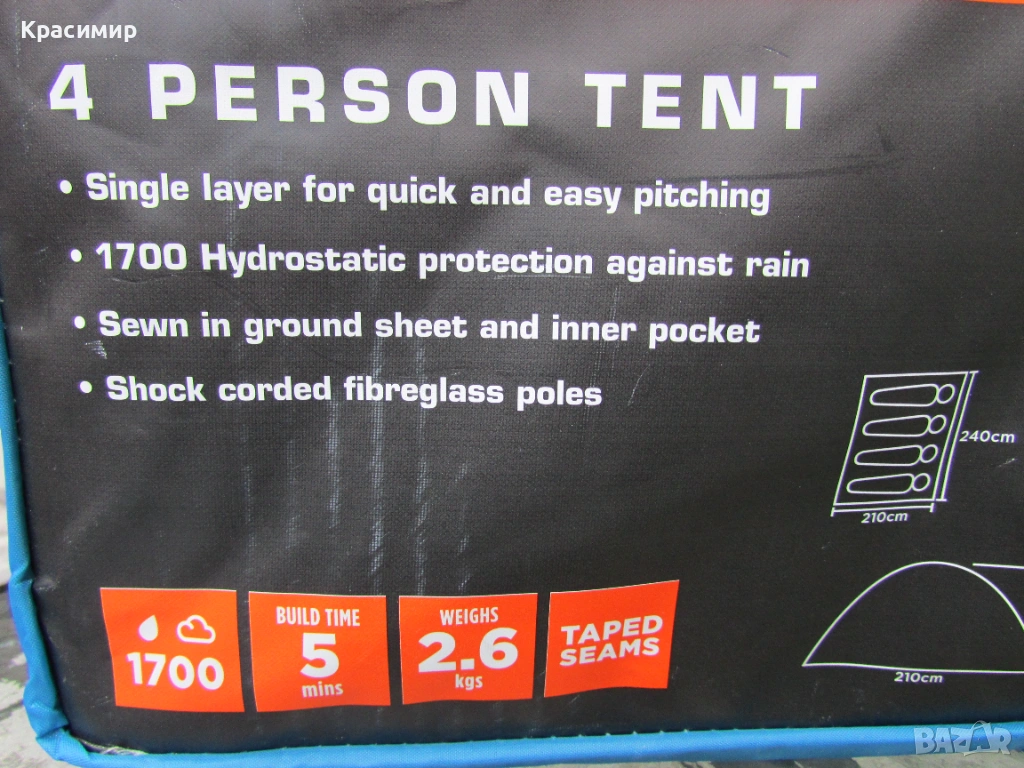 Красимир
4 PERSON TENT
• Single layer for quick and easy pitching
• 1700 Hydrostatic protection against rain
• Sewn in ground sheet and inner pocket
• Shock corded fibreglass poles
240cm
210cm
210cm
1700
BUILD TIME
5
mins
WEIGHS
2.6
kgs
TAPED
SEAMS
BAZAR